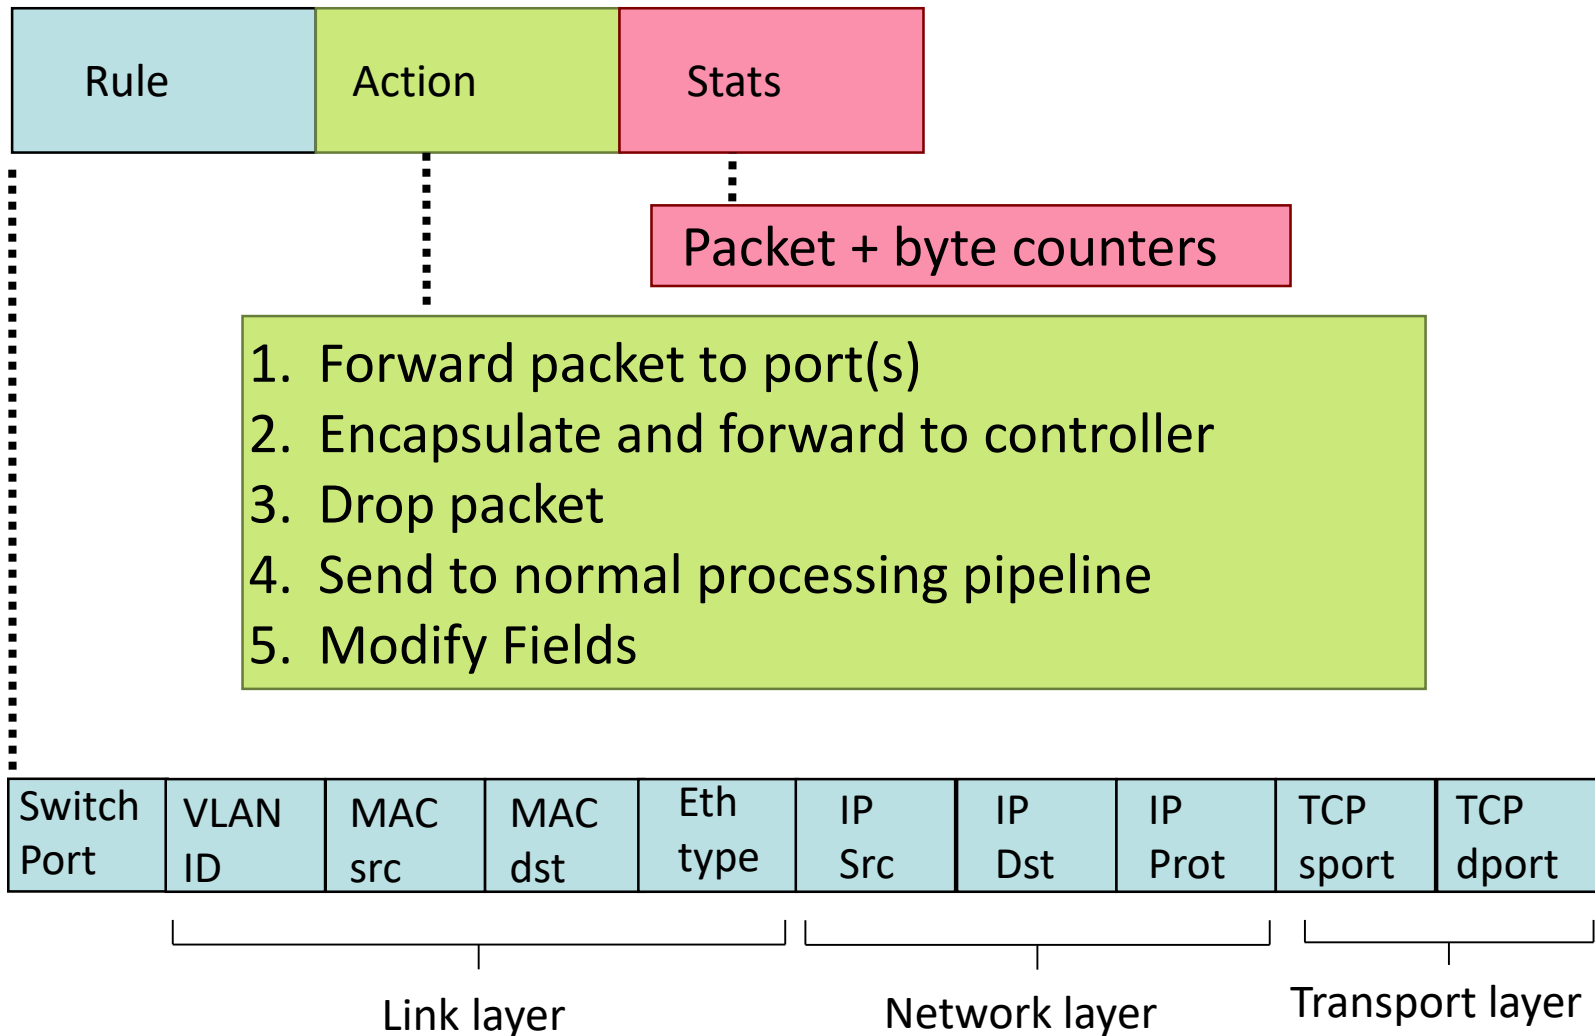 Rule
Action
Stats
Packet + byte counters
1. Forward packet to port(s)
2. Encapsulate and forward to controller
3. Drop packet
4. Send to normal processing pipeline
5. Modify Fields
Switch
Port
VLAN
ID
MAC
src
MAC
dst
Eth
type
IP
Src
IP
Dst
IP
Prot
TCP
sport
TCP
dport
Link layer
Network layer
Transport layer